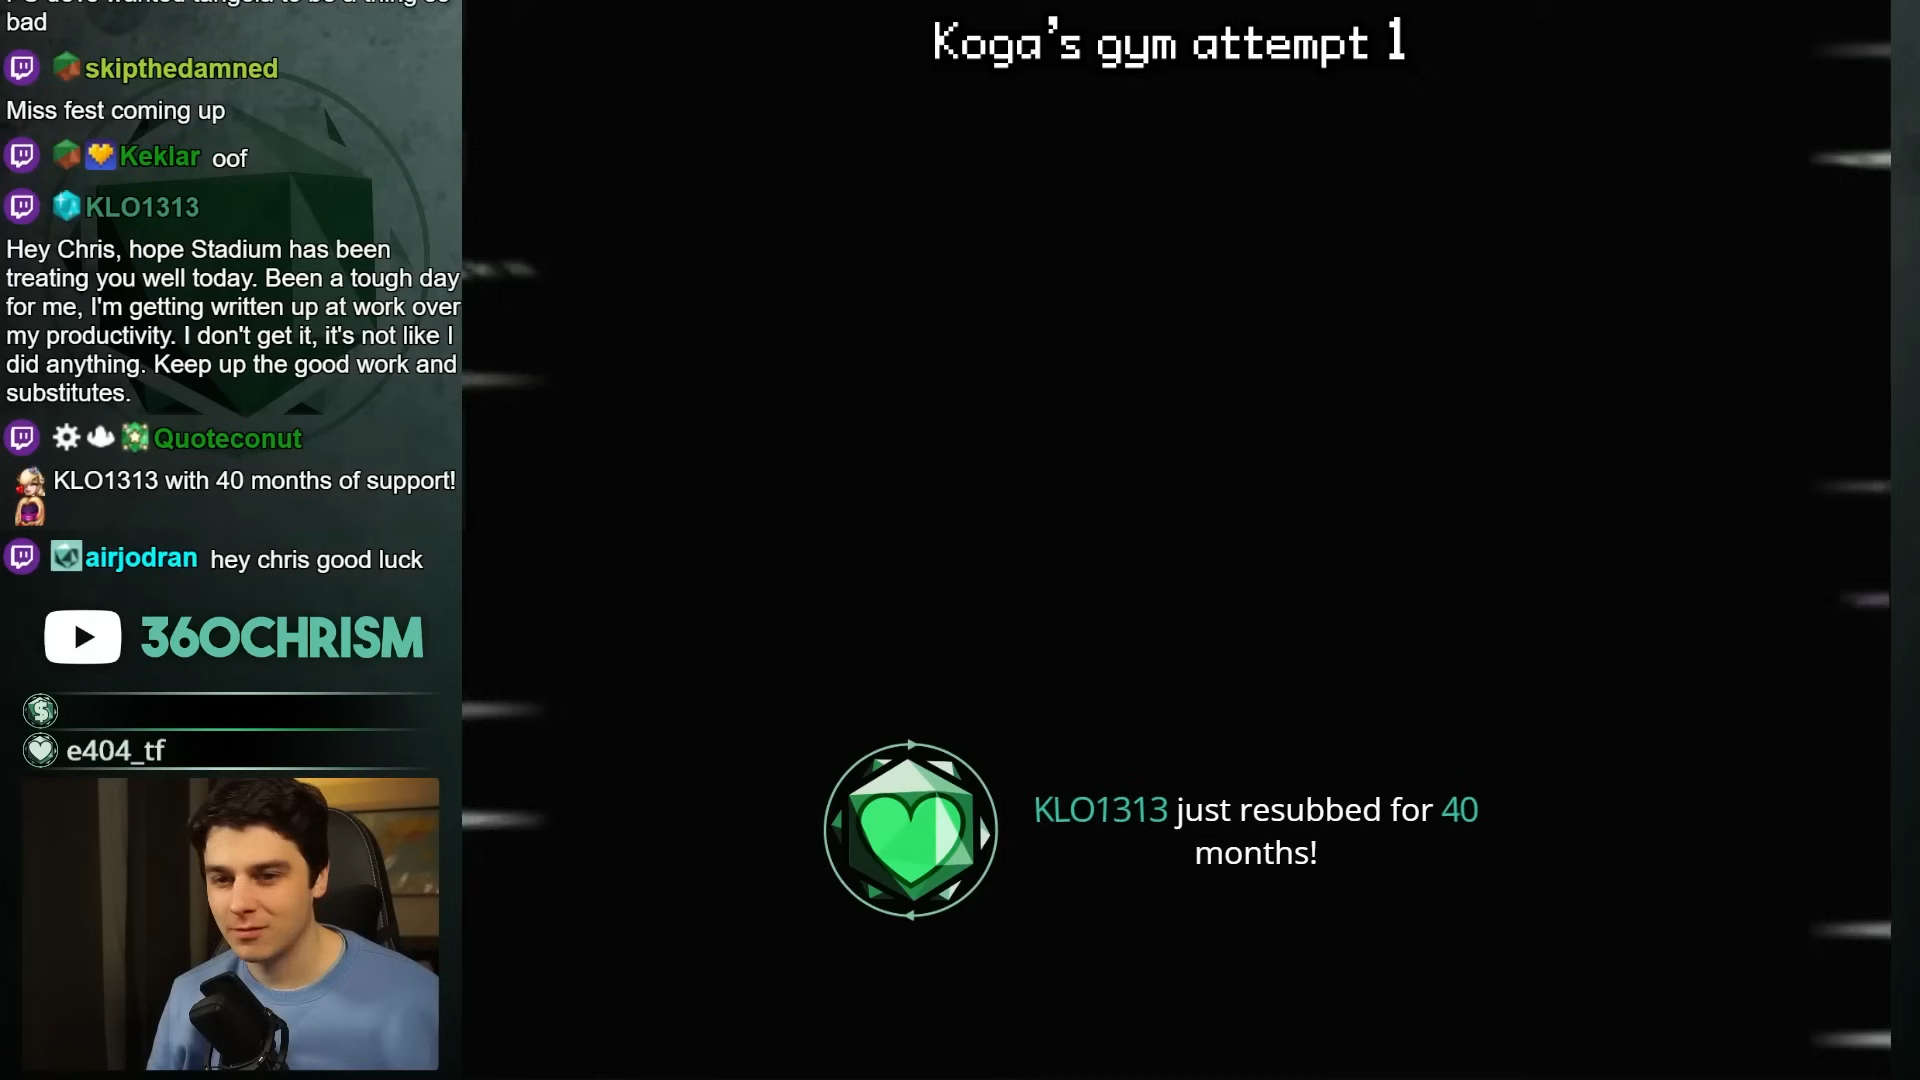 bad
skipthedamned
Miss fest coming up
Keklar oof
KLO1313
Hey Chris, hope Stadium has been
treating you well today. Been a tough day
for me, I'm getting written up at work over
my productivity. I don't get it, it's not like I
did anything. Keep up the good work and
substitutes.
Quoteconut
KLO1313 with 40 months of support!
airjodran hey chris good luck
360CHRISM
$
e404_tf
Koga's gym attempt 1
KLO1313 just resubbed for 40
months!